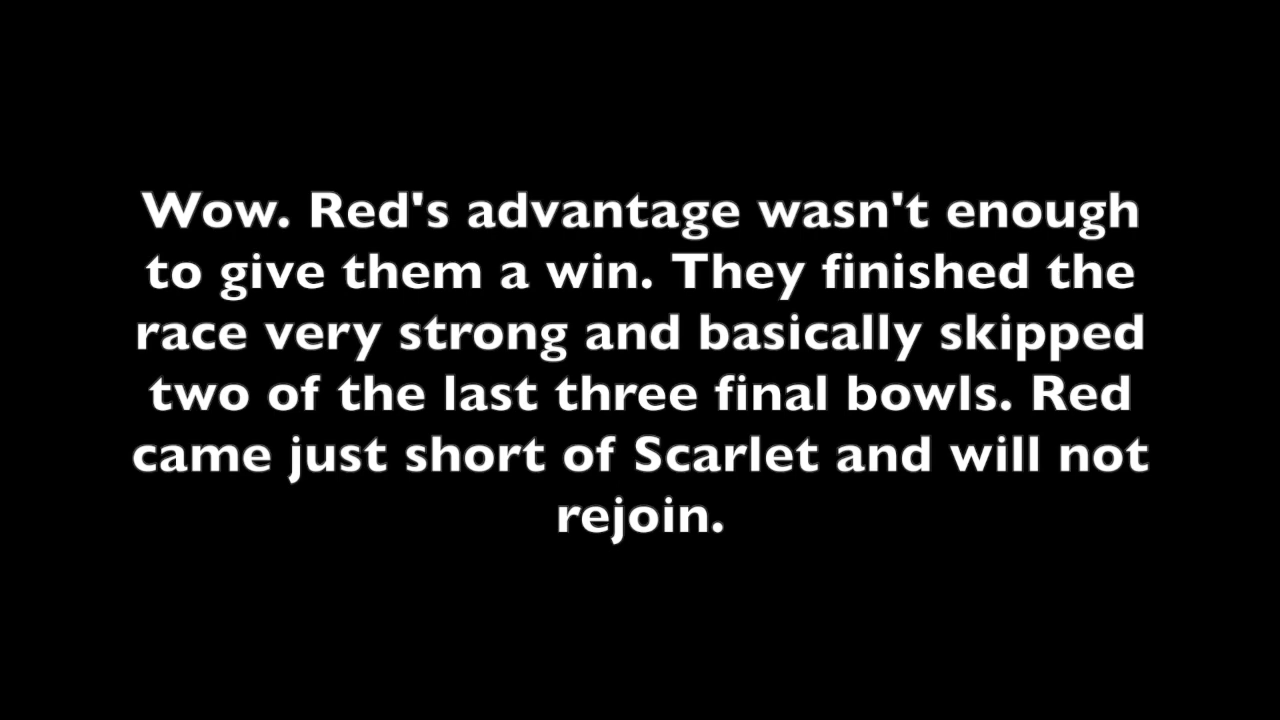 Wow. Red's advantage wasn't enough
to give them a win. They finished the
race very strong and basically skipped
two of the last three final bowls. Red
came just short of Scarlet and will not
rejoin.